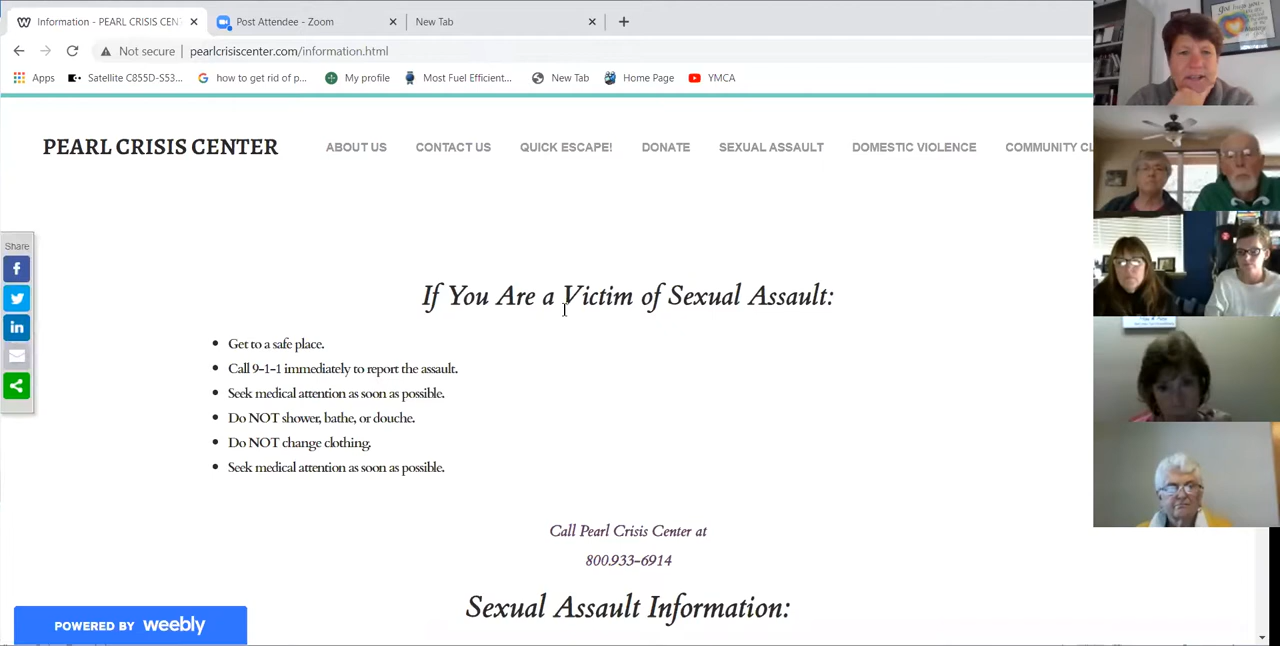 Information - PEARL CRISIS CEN
Post Attendee - Zoom
New Tab
Not secure | pearlcrisiscenter.com/information.html
Apps
Satellite C855D-S53...
how to get rid of p...
My profile
Most Fuel Efficient...
New Tab
Home Page
YMCA
PEARL CRISIS CENTER
ABOUT US
CONTACT US
QUICK ESCAPE!
DONATE
SEXUAL ASSAULT
DOMESTIC VIOLENCE
COMMUNITY CL
Share
If You Are a Victim of Sexual Assault:
Get to a safe place.
Call 9-1-1 immediately to report the assault.
Seek medical attention as soon as possible.
Do NOT shower, bathe, or douche.
Do NOT change clothing.
Seek medical attention as soon as possible.
Call Pearl Crisis Center at
800.933-6914
Sexual Assault Information:
POWERED BY weebly